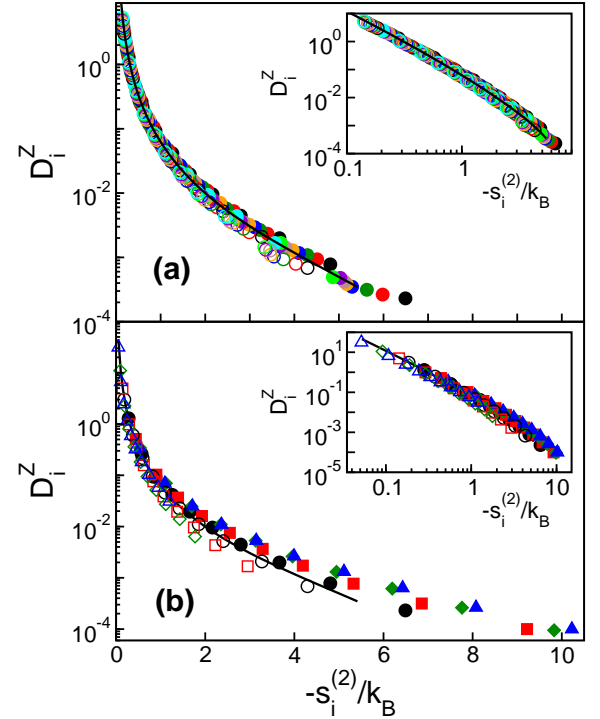 (a)
D_i^Z
10^0
10^-2
10^-4
D_i^Z
10^0
10^-2
10^-4
0.1 1
-s_i^(2)/k_B
(b)
D_i^Z
10^0
10^-2
10^-4
0 2 4 6 8 10
-s_i^(2)/k_B
D_i^Z
10^1
10^-1
10^-3
10^-5
0.1 1 10
-s_i^(2)/k_B